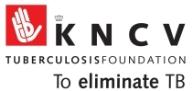 KNCV
TUBERCULOSISFOUNDATION
To eliminate TB